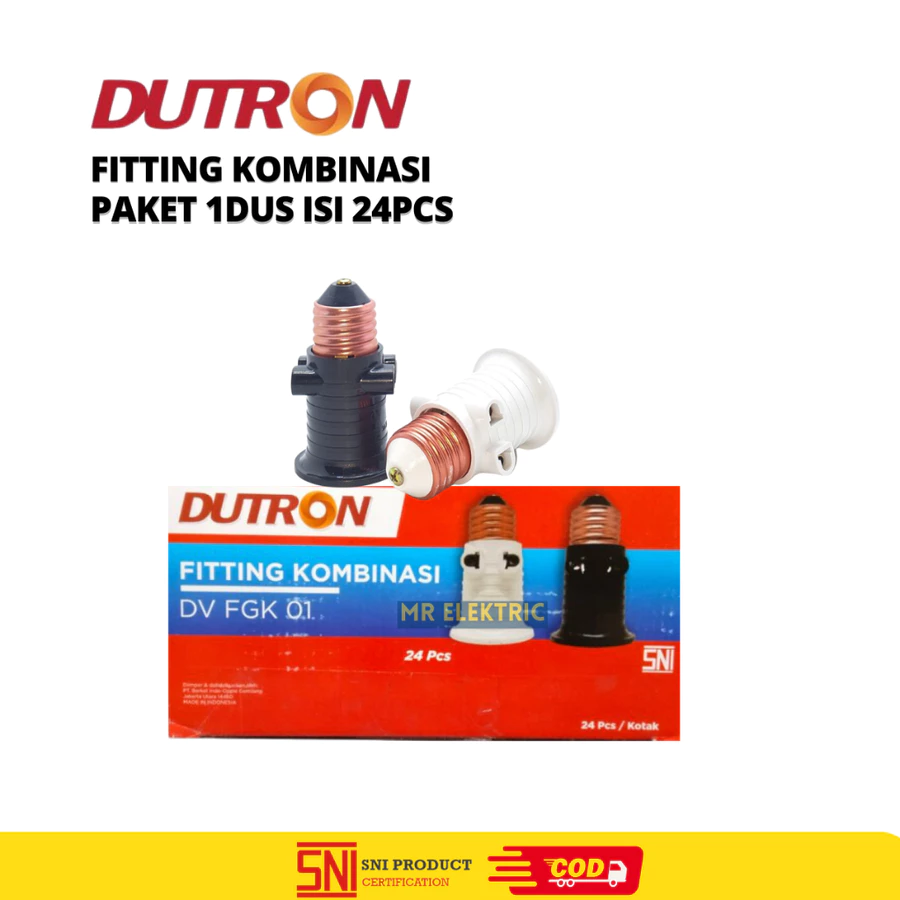 DUTRON
FITTING KOMBINASI
PAKET 1DUS ISI 24PCS
DUTRON
FITTING KOMBINASI
DV FGK 01
MR ELEKTRIC
24 Pcs
SNI
PT.
MADE IN INDONESIA
24 Pcs / Kotak
SNI
SNI PRODUCT
CERTIFICATION
COD